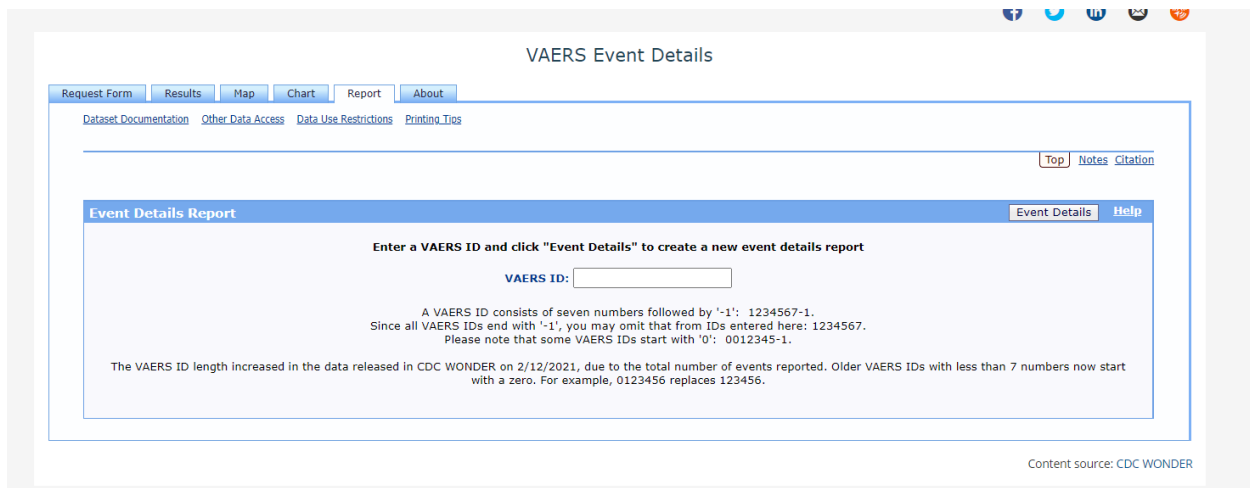 VAERS Event Details
Request Form Results Map Chart Report About
Dataset Documentation Other Data Access Data Use Restrictions Printing Tips
Top Notes Citation
Event Details Report Event Details Help
Enter a VAERS ID and click "Event Details" to create a new event details report
VAERS ID:
A VAERS ID consists of seven numbers followed by '-1': 1234567-1.
Since all VAERS IDs end with '-1', you may omit that from IDs entered here: 1234567.
Please note that some VAERS IDs start with '0': 0012345-1.
The VAERS ID length increased in the data released in CDC WONDER on 2/12/2021, due to the total number of events reported. Older VAERS IDs with less than 7 numbers now start
with a zero. For example, 0123456 replaces 123456.
Content source: CDC WONDER